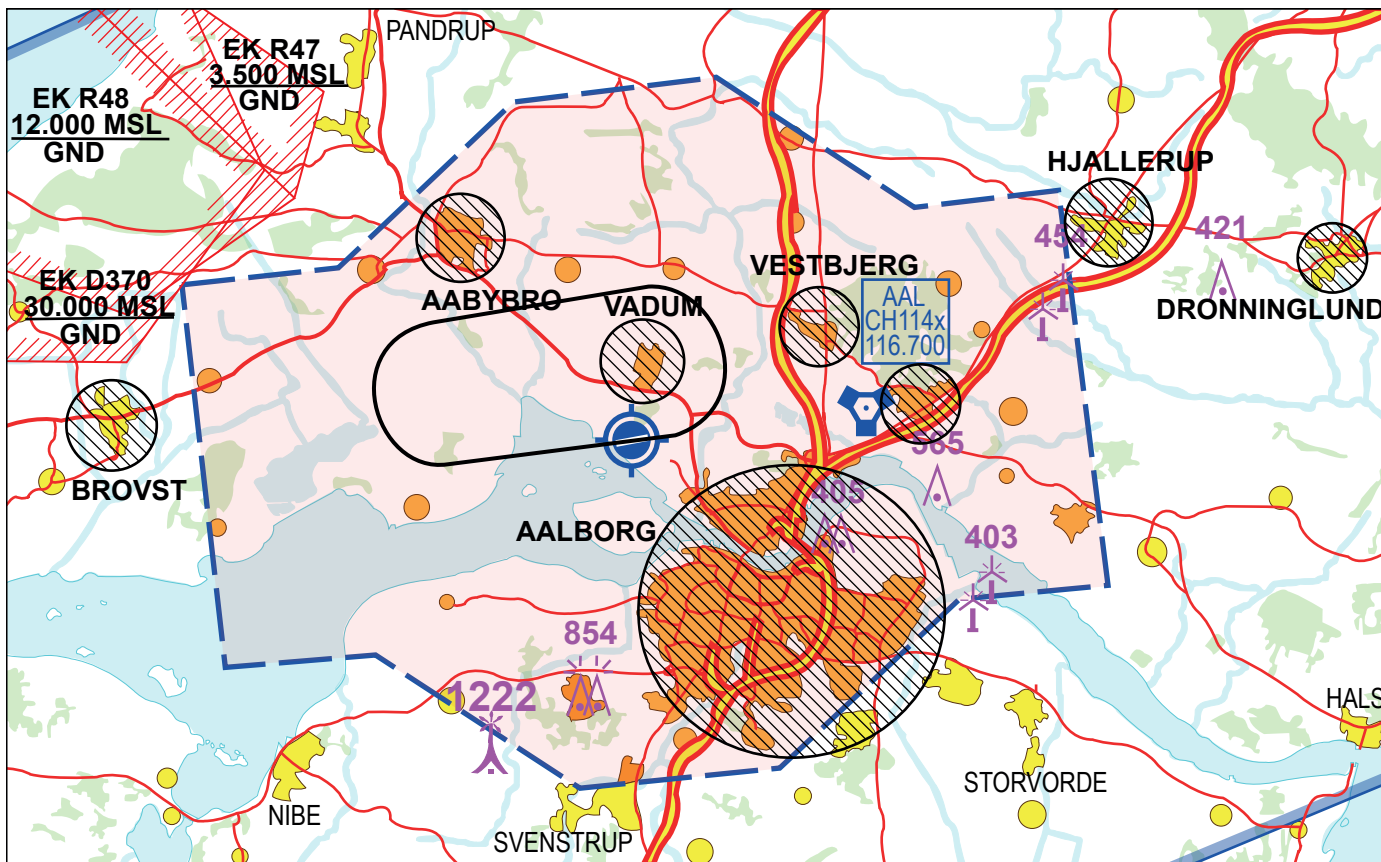 PANDRUP
EK R47
3.500 MSL
GND
EK R48
12.000 MSL
GND
HJALLERUP
454
421
VESTBJERG
AAL
CH114x
116.700
EK D370
30.000 MSL
GND
AABYBRO
VADUM
DRONNINGLUND
BROVST
385
405
AALBORG
403
854
1222
HALS
STORVORDE
NIBE
SVENSTRUP